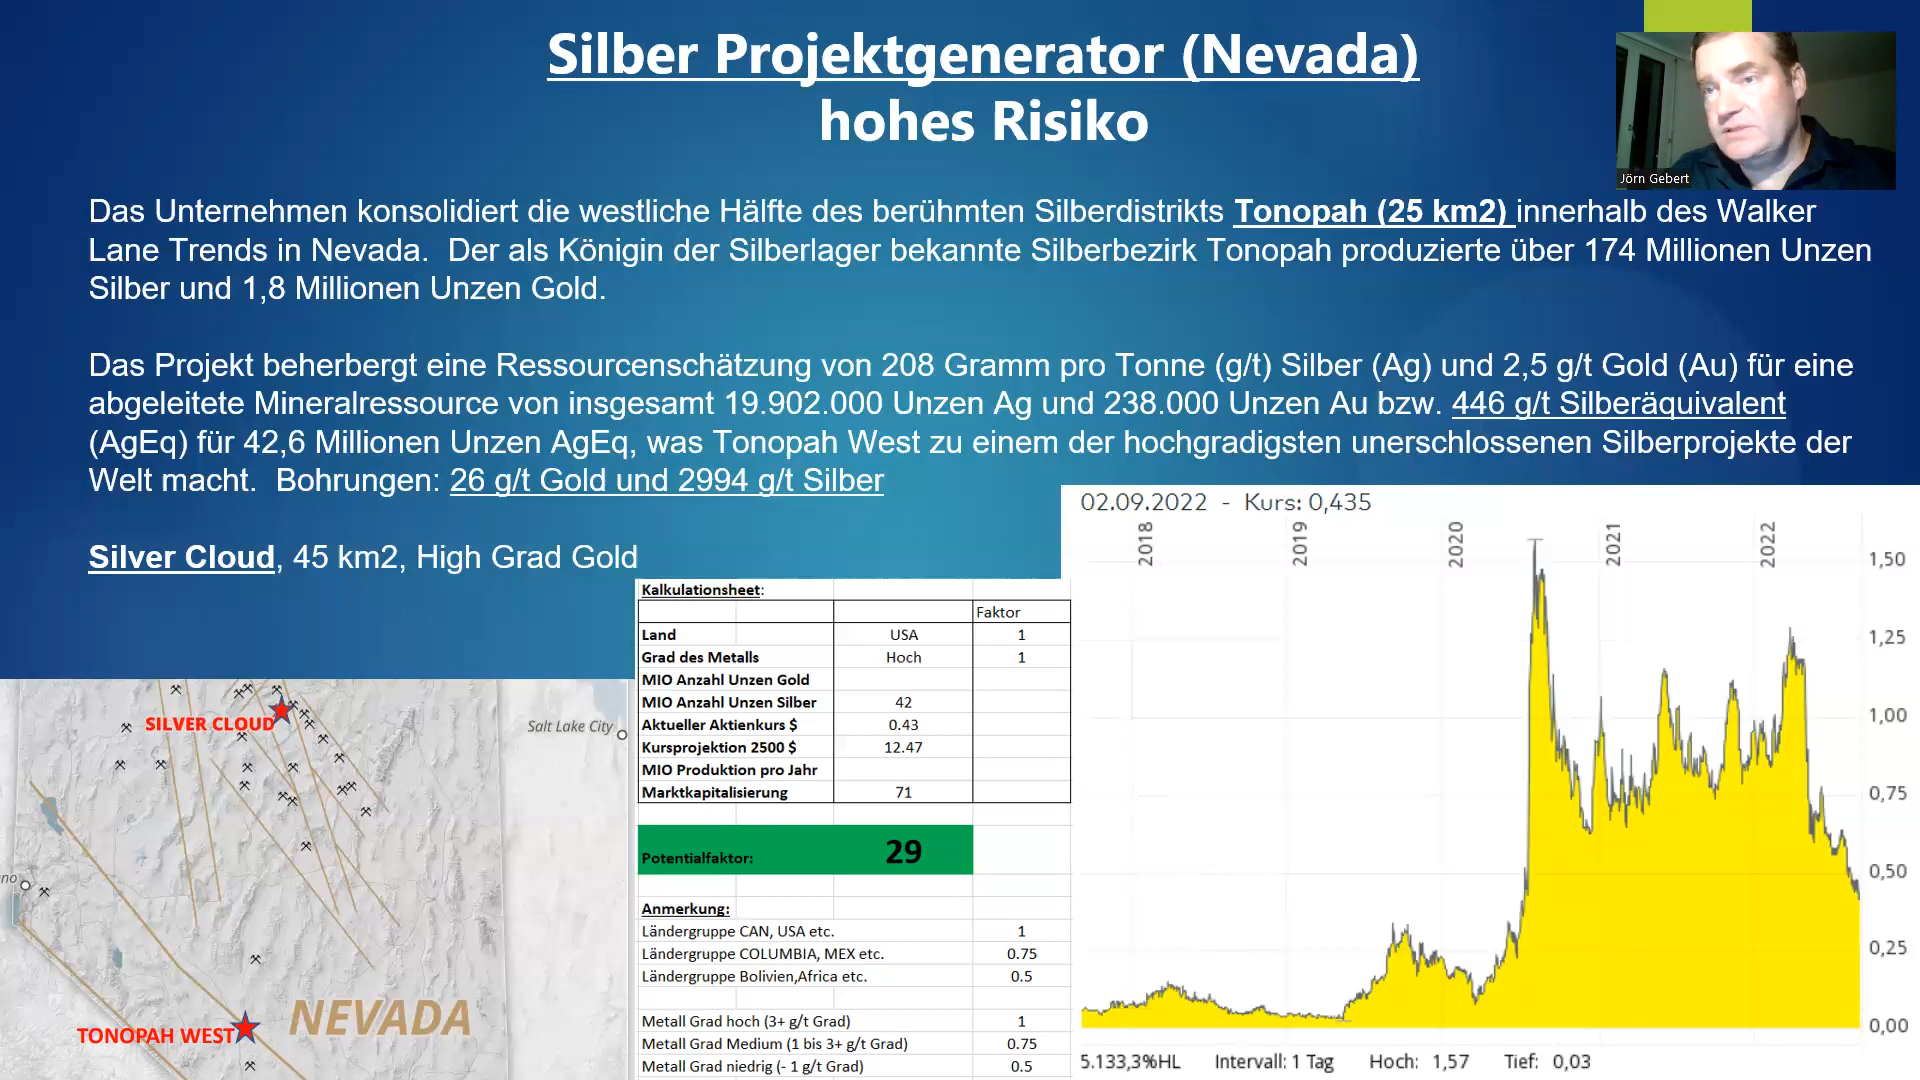 Silber Projektgenerator (Nevada)
hohes Risiko
Jörn Gebert
Das Unternehmen konsolidiert die westliche Hälfte des berühmten Silberdistrikts Tonopah (25 km2) innerhalb des Walker
Lane Trends in Nevada. Der als Königin der Silberlager bekannte Silberbezirk Tonopah produzierte über 174 Millionen Unzen
Silber und 1,8 Millionen Unzen Gold.
Das Projekt beherbergt eine Ressourcenschätzung von 208 Gramm pro Tonne (g/t) Silber (Ag) und 2,5 g/t Gold (Au) für eine
abgeleitete Mineralressource von insgesamt 19.902.000 Unzen Ag und 238.000 Unzen Au bzw. 446 g/t Silberäquivalent
(AgEq) für 42,6 Millionen Unzen AgEq, was Tonopah West zu einem der hochgradigsten unerschlossenen Silberprojekte der
Welt macht. Bohrungen: 26 g/t Gold und 2994 g/t Silber
Silver Cloud, 45 km2, High Grad Gold
SILVER CLOUD
Salt Lake City
no
NEVADA
TONOPAH WEST
Kalkulationsheet:
Faktor
Land USA 1
Grad des Metalls Hoch 1
MIO Anzahl Unzen Gold
MIO Anzahl Unzen Silber 42
Aktueller Aktienkurs $ 0.43
Kursprojektion 2500 $ 12.47
MIO Produktion pro Jahr
Marktkapitalisierung 71
Potentialfaktor: 29
Anmerkung:
Ländergruppe CAN, USA etc. 1
Ländergruppe COLUMBIA, MEX etc. 0.75
Ländergruppe Bolivien,Africa etc. 0.5
Metall Grad hoch (3+ g/t Grad) 1
Metall Grad Medium (1 bis 3+ g/t Grad) 0.75
Metall Grad niedrig (- 1 g/t Grad) 0.5
02.09.2022 - Kurs: 0,435
2018 2019 2020 2021 2022
1,50
1,25
1,00
0,75
0,50
0,25
0,00
5.133,3%HL Intervall: 1 Tag Hoch: 1,57 Tief: 0,03